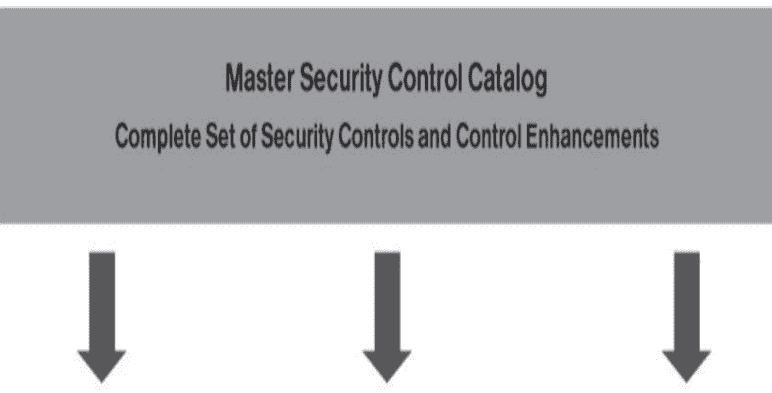 Master Security Control Catalog
Complete Set of Security Controls and Control Enhancements